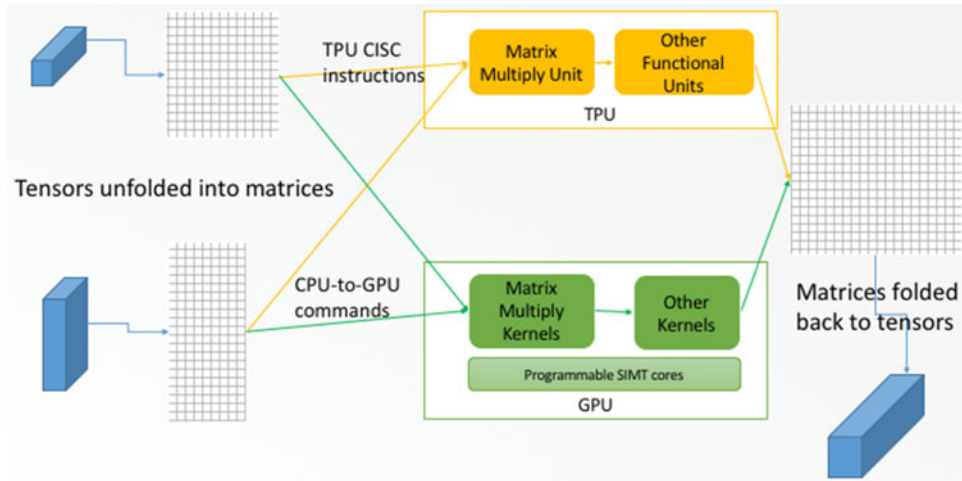 TPU CISC
instructions
Matrix
Multiply Unit
Other
Functional
Units
TPU
Tensors unfolded into matrices
CPU-to-GPU
commands
Matrix
Multiply
Kernels
Other
Kernels
Programmable SIMT cores
GPU
Matrices folded
back to tensors